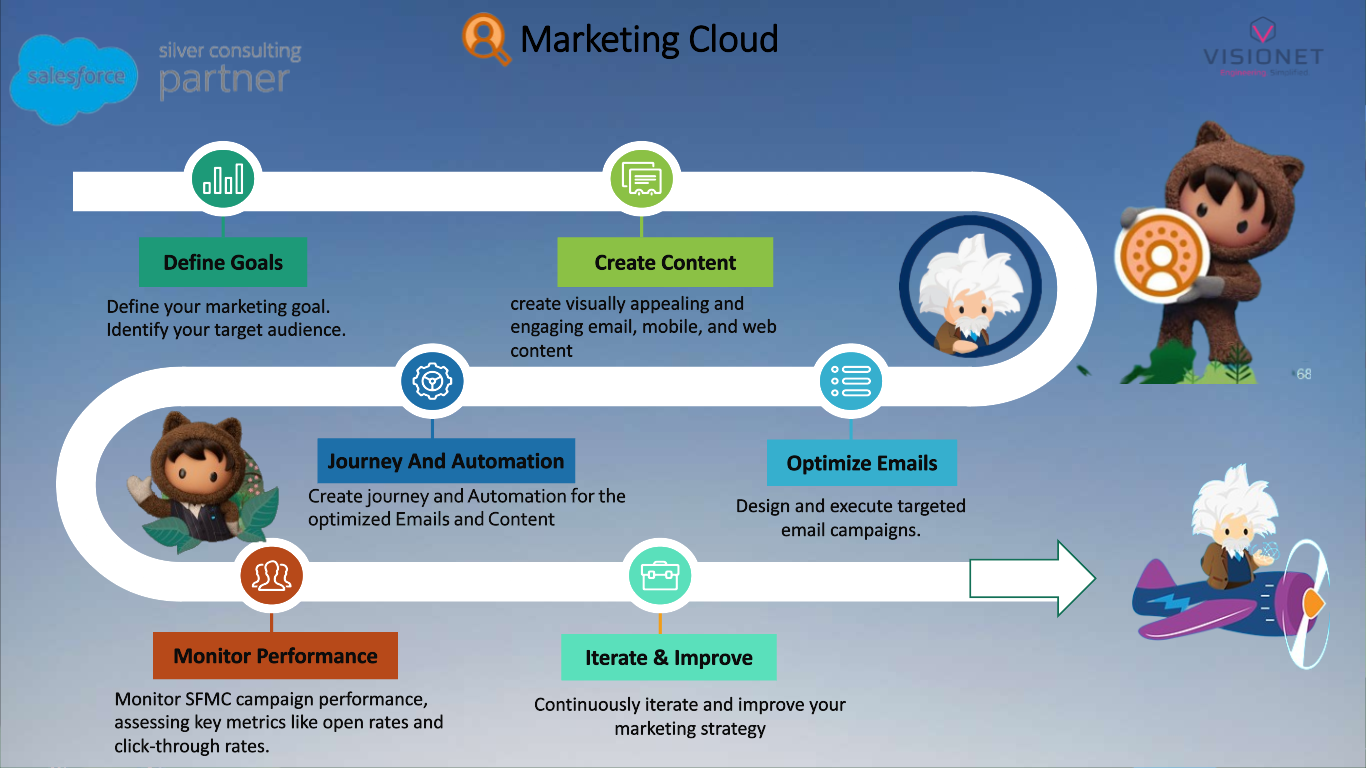 Marketing Cloud
salesforce
silver consulting
partner
VISIONET
Define Goals
Define your marketing goal.
Identify your target audience.
Create Content
create visually appealing and
engaging email, mobile, and web
content
68
Optimize Emails
Design and execute targeted
email campaigns.
Journey And Automation
Create journey and Automation for the
optimized Emails and Content
Monitor Performance
Monitor SFMC campaign performance,
assessing key metrics like open rates and
click-through rates.
Iterate & Improve
Continuously iterate and improve your
marketing strategy